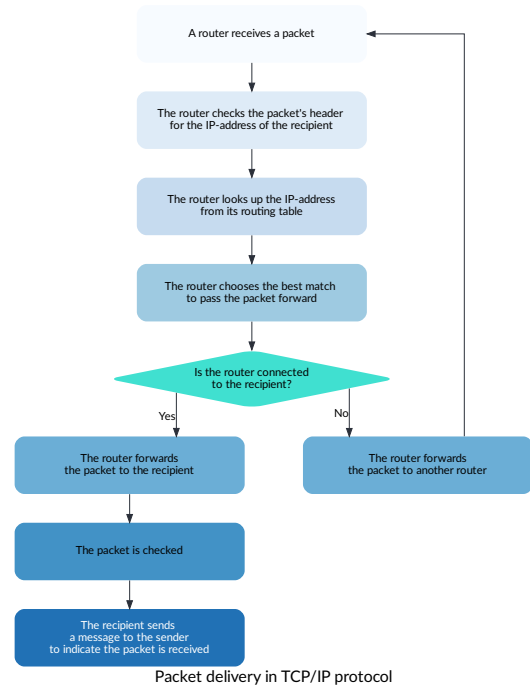 A router receives a packet
The router checks the packet's header
for the IP-address of the recipient
The router looks up the IP-address
from its routing table
The router chooses the best match
to pass the packet forward
Is the router connected
to the recipient?
Yes
No
The router forwards
the packet to the recipient
The router forwards
the packet to another router
The packet is checked
The recipient sends
a message to the sender
to indicate the packet is received
Packet delivery in TCP/IP protocol